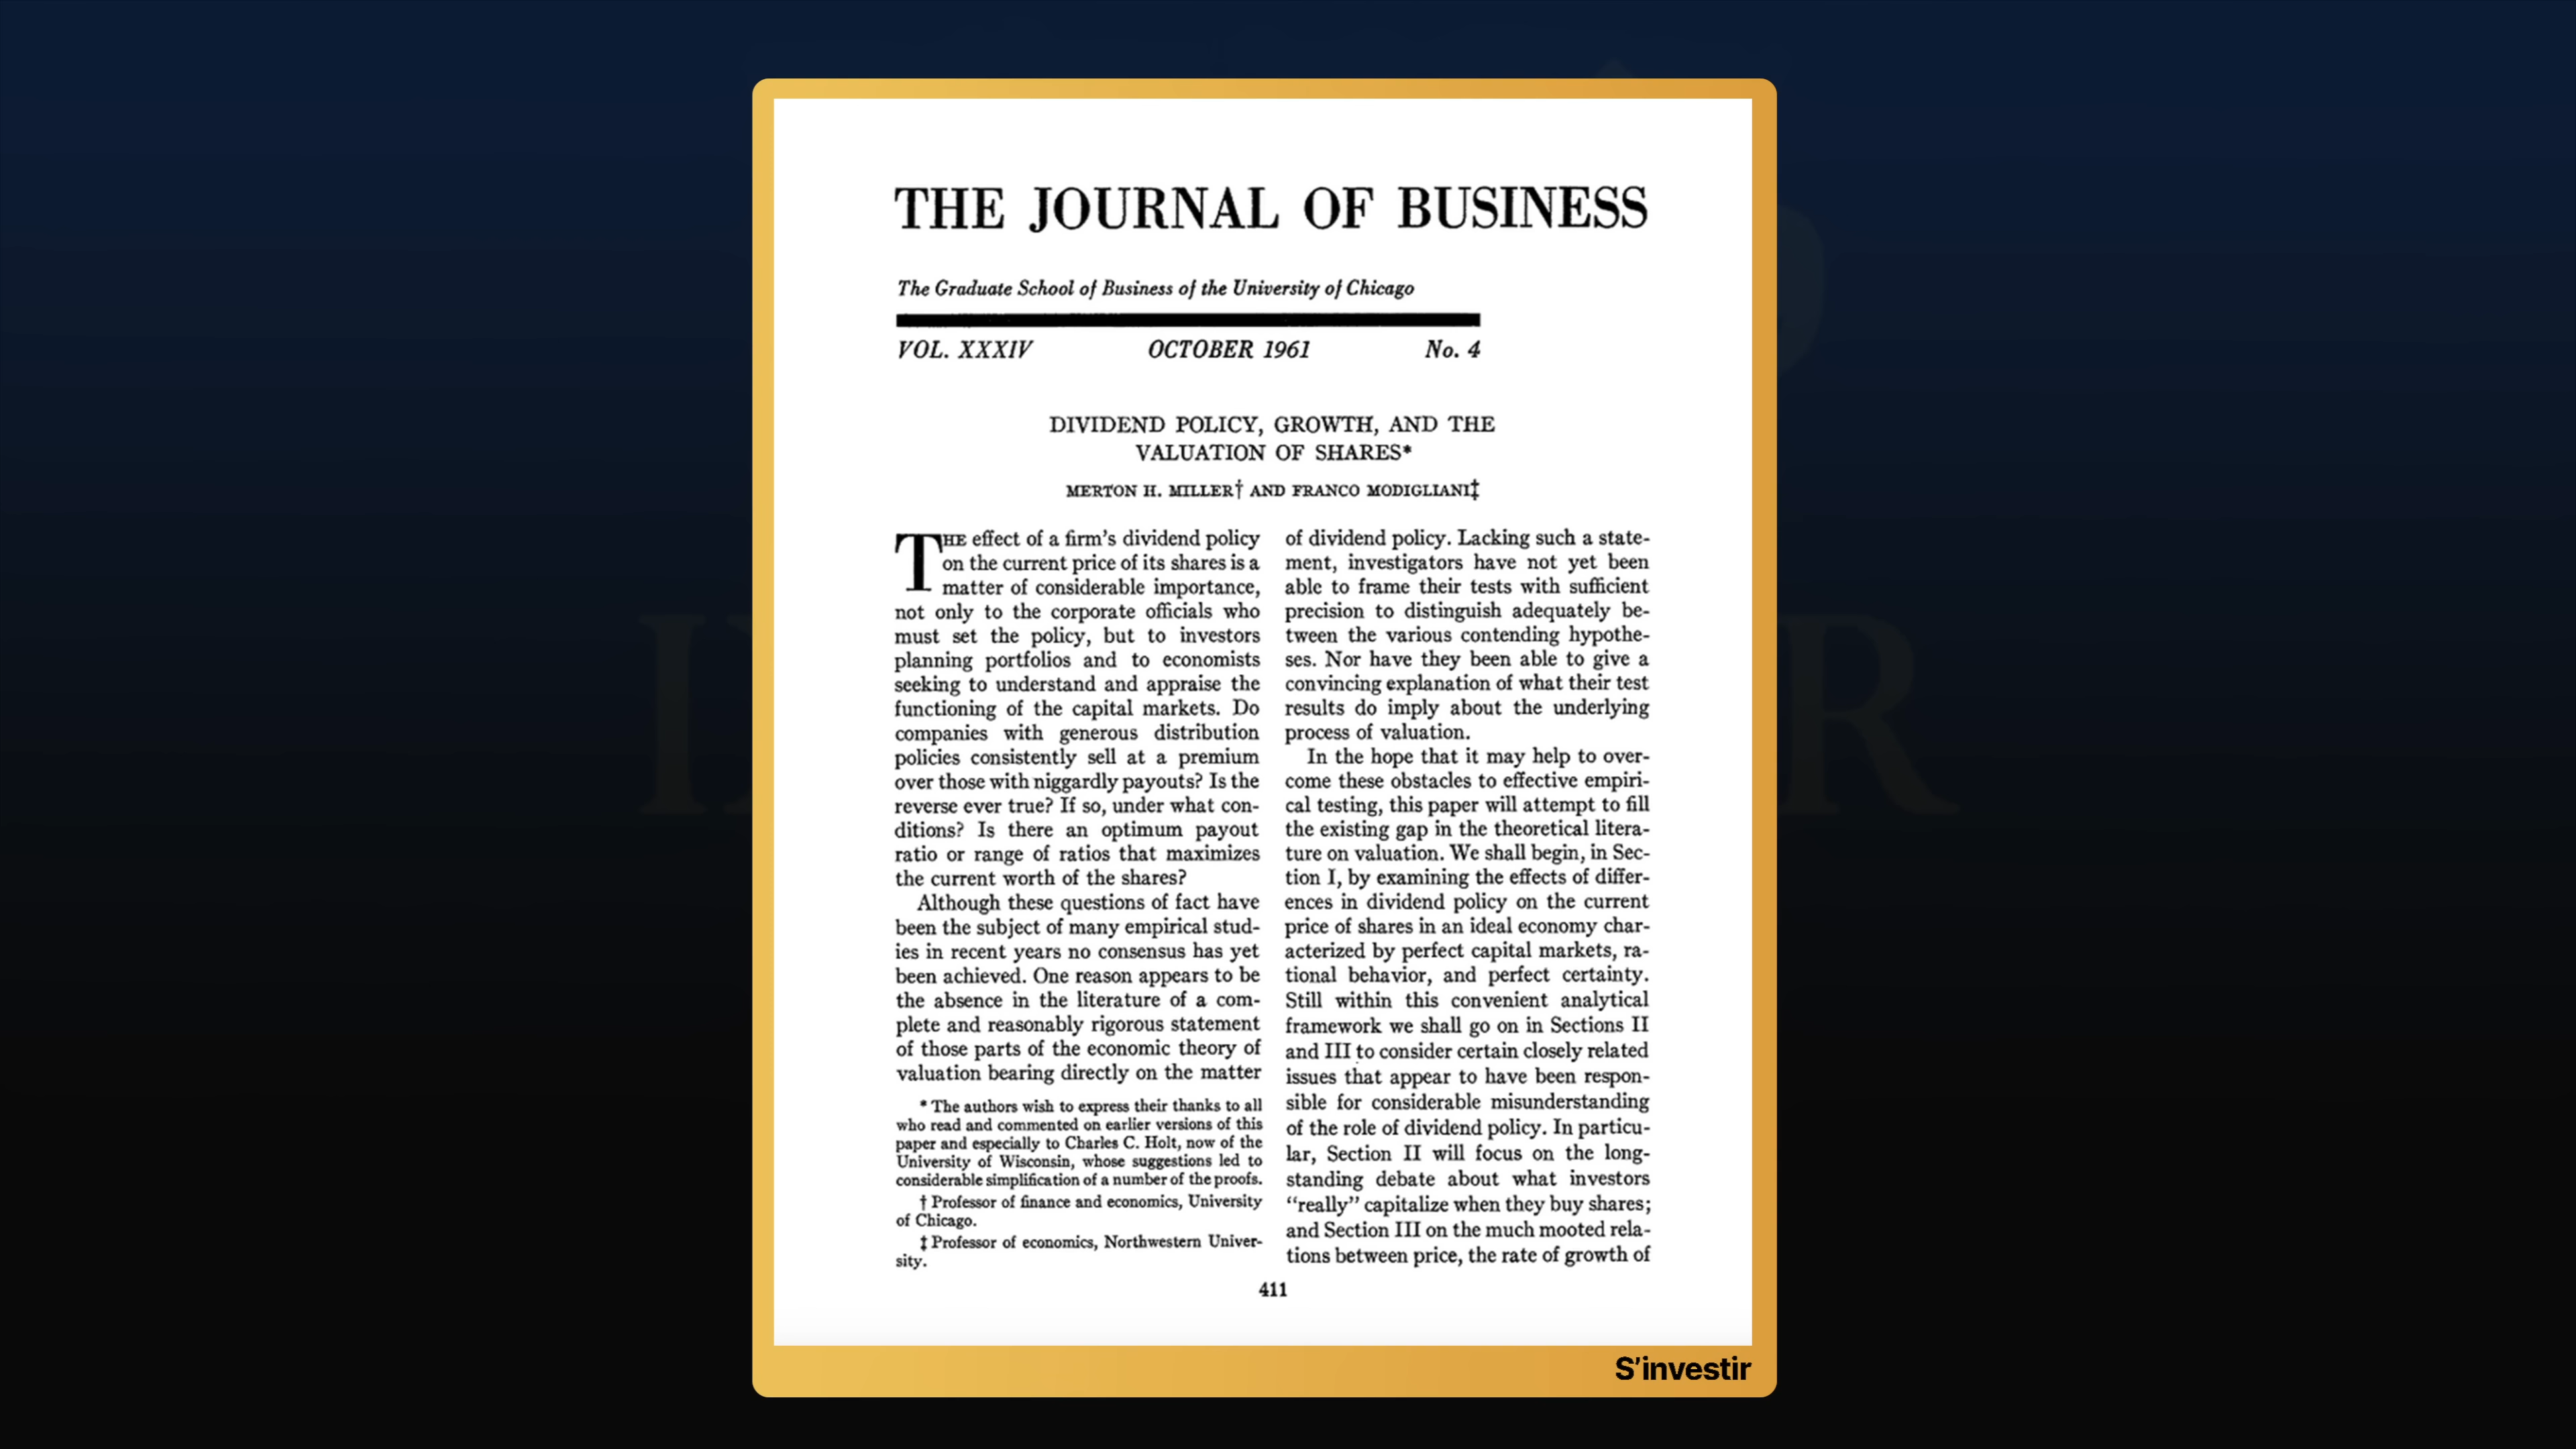 THE JOURNAL OF BUSINESS
The Graduate School of Business of the University of Chicago
VOL. XXXIV OCTOBER 1961 No. 4
DIVIDEND POLICY, GROWTH, AND THE
VALUATION OF SHARES*
MERTON H. MILLER† AND FRANCO MODIGLIANI‡
THE effect of a firm's dividend policy
on the current price of its shares is a
matter of considerable importance,
not only to the corporate officials who
must set the policy, but to investors
planning portfolios and to economists
seeking to understand and appraise the
functioning of the capital markets. Do
companies with generous distribution
policies consistently sell at a premium
over those with niggardly payouts? Is the
reverse ever true? If so, under what con-
ditions? Is there an optimum payout
ratio or range of ratios that maximizes
the current worth of the shares?
Although these questions of fact have
been the subject of many empirical stud-
ies in recent years no consensus has yet
been achieved. One reason appears to be
the absence in the literature of a com-
plete and reasonably rigorous statement
of those parts of the economic theory of
valuation bearing directly on the matter
* The authors wish to express their thanks to all
who read and commented on earlier versions of this
paper and especially to Charles C. Holt, now of the
University of Wisconsin, whose suggestions led to
considerable simplification of a number of the proofs.
† Professor of finance and economics, University
of Chicago.
‡ Professor of economics, Northwestern Univer-
sity.
of dividend policy. Lacking such a state-
ment, investigators have not yet been
able to frame their tests with sufficient
precision to distinguish adequately be-
tween the various contending hypothe-
ses. Nor have they been able to give a
convincing explanation of what their test
results do imply about the underlying
process of valuation.
In the hope that it may help to over-
come these obstacles to effective empiri-
cal testing, this paper will attempt to fill
the existing gap in the theoretical litera-
ture on valuation. We shall begin, in Sec-
tion I, by examining the effects of differ-
ences in dividend policy on the current
price of shares in an ideal economy char-
acterized by perfect capital markets, ra-
tional behavior, and perfect certainty.
Still within this convenient analytical
framework we shall go on in Sections II
and III to consider certain closely related
issues that appear to have been respon-
sible for considerable misunderstanding
of the role of dividend policy. In particu-
lar, Section II will focus on the long-
standing debate about what investors
"really" capitalize when they buy shares;
and Section III on the much mooted rela-
tions between price, the rate of growth of
411
S'investir